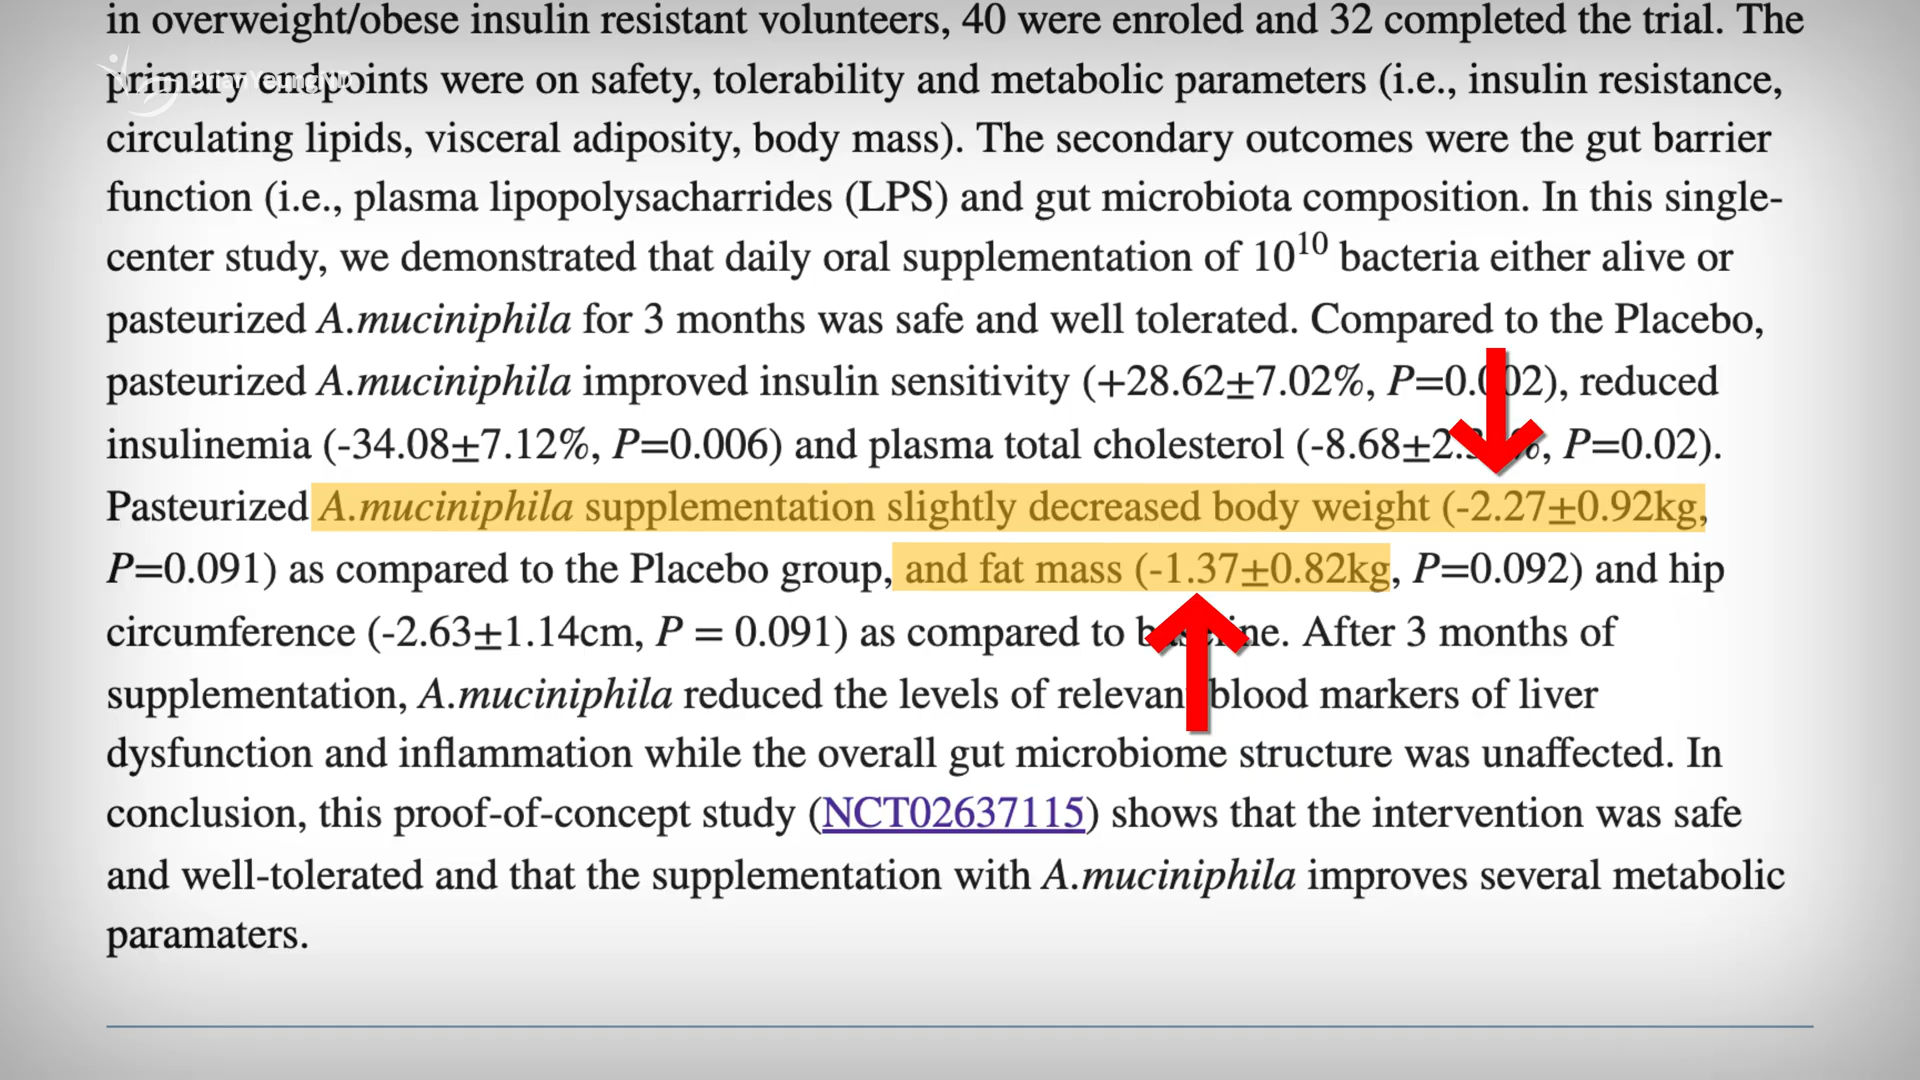 in overweight/obese insulin resistant volunteers, 40 were enroled and 32 completed the trial. The
primary endpoints were on safety, tolerability and metabolic parameters (i.e., insulin resistance,
circulating lipids, visceral adiposity, body mass). The secondary outcomes were the gut barrier
function (i.e., plasma lipopolysacharrides (LPS) and gut microbiota composition. In this single-
center study, we demonstrated that daily oral supplementation of 10¹⁰ bacteria either alive or
pasteurized A.muciniphila for 3 months was safe and well tolerated. Compared to the Placebo,
pasteurized A.muciniphila improved insulin sensitivity (+28.62±7.02%, P=0.002), reduced
insulinemia (-34.08±7.12%, P=0.006) and plasma total cholesterol (-8.68±2. %, P=0.02).
Pasteurized A.muciniphila supplementation slightly decreased body weight (-2.27±0.92kg,
P=0.091) as compared to the Placebo group, and fat mass (-1.37±0.82kg, P=0.092) and hip
circumference (-2.63±1.14cm, P = 0.091) as compared to baseline. After 3 months of
supplementation, A.muciniphila reduced the levels of relevant blood markers of liver
dysfunction and inflammation while the overall gut microbiome structure was unaffected. In
conclusion, this proof-of-concept study (NCT02637115) shows that the intervention was safe
and well-tolerated and that the supplementation with A.muciniphila improves several metabolic
paramaters.